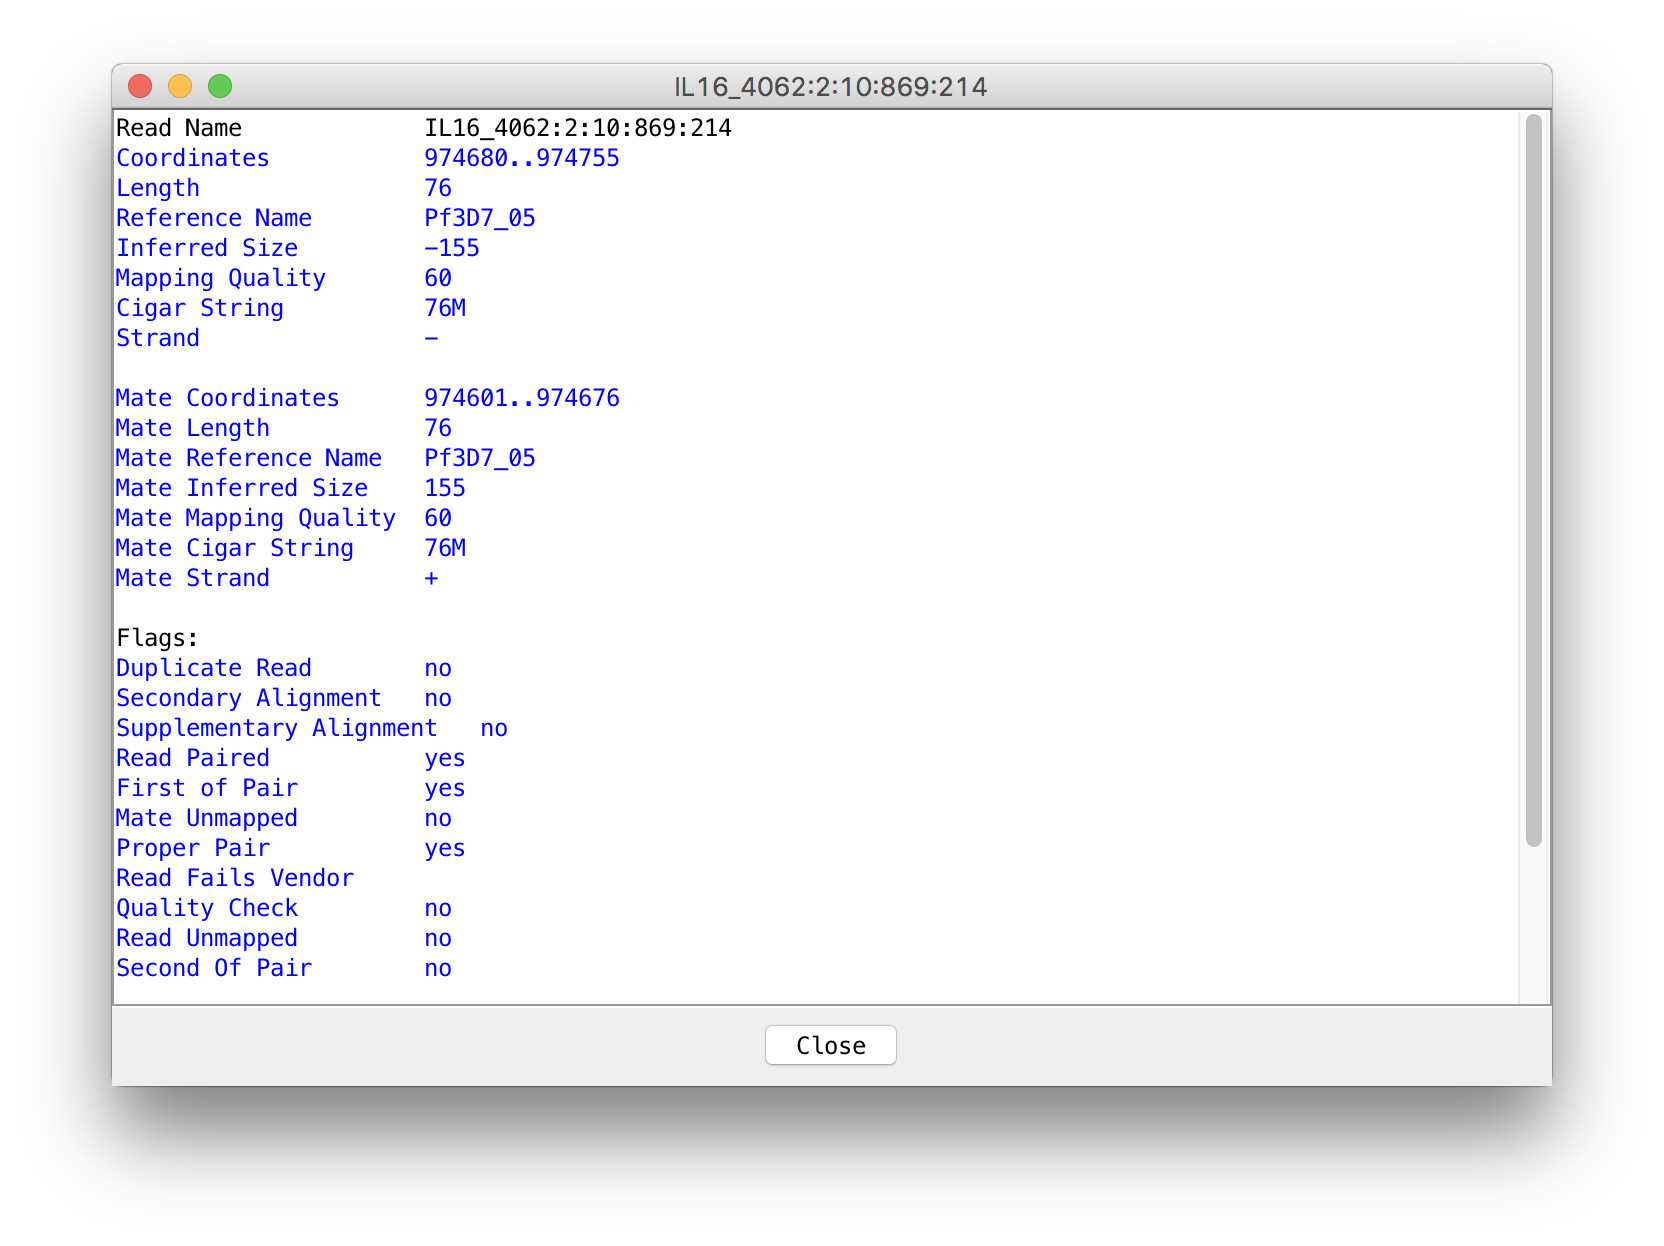 IL16_4062:2:10:869:214
Read Name IL16_4062:2:10:869:214
Coordinates 974680..974755
Length 76
Reference Name Pf3D7_05
Inferred Size -155
Mapping Quality 60
Cigar String 76M
Strand -
Mate Coordinates 974601..974676
Mate Length 76
Mate Reference Name Pf3D7_05
Mate Inferred Size 155
Mate Mapping Quality 60
Mate Cigar String 76M
Mate Strand +
Flags:
Duplicate Read no
Secondary Alignment no
Supplementary Alignment no
Read Paired yes
First of Pair yes
Mate Unmapped no
Proper Pair yes
Read Fails Vendor
Quality Check no
Read Unmapped no
Second Of Pair no
Close